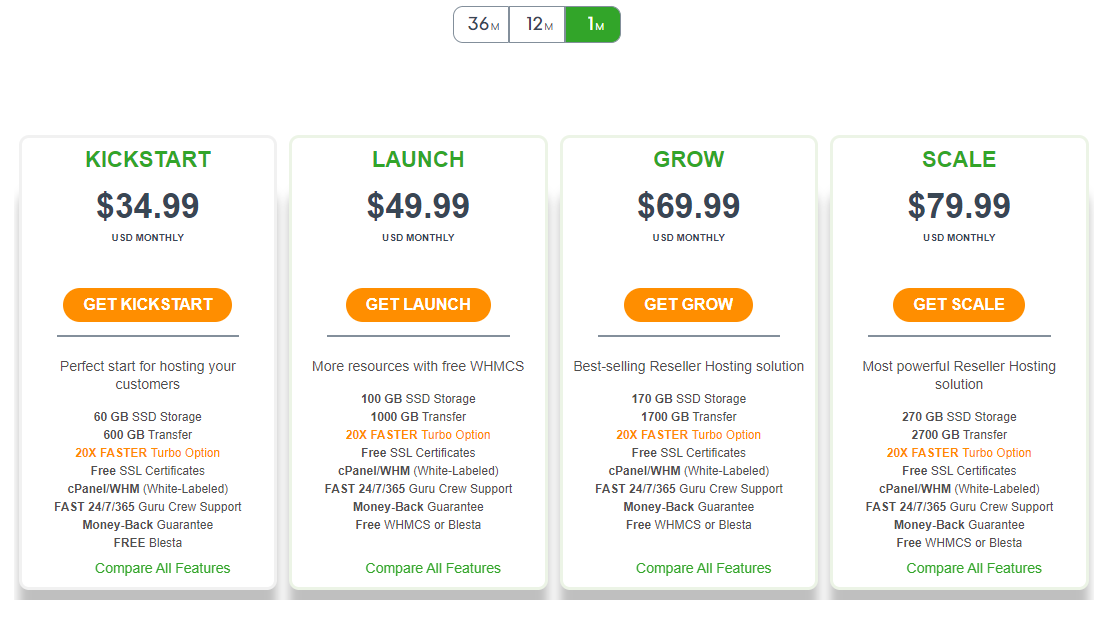 36M 12M 1M
KICKSTART
$34.99
USD MONTHLY
GET KICKSTART
Perfect start for hosting your
customers
60 GB SSD Storage
600 GB Transfer
20X FASTER Turbo Option
Free SSL Certificates
cPanel/WHM (White-Labeled)
FAST 24/7/365 Guru Crew Support
Money-Back Guarantee
FREE Blesta
Compare All Features
LAUNCH
$49.99
USD MONTHLY
GET LAUNCH
More resources with free WHMCS
100 GB SSD Storage
1000 GB Transfer
20X FASTER Turbo Option
Free SSL Certificates
cPanel/WHM (White-Labeled)
FAST 24/7/365 Guru Crew Support
Money-Back Guarantee
Free WHMCS or Blesta
Compare All Features
GROW
$69.99
USD MONTHLY
GET GROW
Best-selling Reseller Hosting solution
170 GB SSD Storage
1700 GB Transfer
20X FASTER Turbo Option
Free SSL Certificates
cPanel/WHM (White-Labeled)
FAST 24/7/365 Guru Crew Support
Money-Back Guarantee
Free WHMCS or Blesta
Compare All Features
SCALE
$79.99
USD MONTHLY
GET SCALE
Most powerful Reseller Hosting
solution
270 GB SSD Storage
2700 GB Transfer
20X FASTER Turbo Option
Free SSL Certificates
cPanel/WHM (White-Labeled)
FAST 24/7/365 Guru Crew Support
Money-Back Guarantee
Free WHMCS or Blesta
Compare All Features